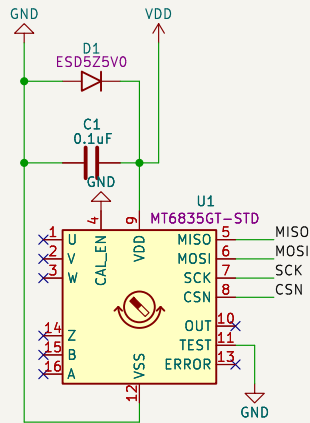 GND VDD
D1
ESD5Z5V0
C1
0.1uF
GND
U1
MT6835GT-STD
4 9
1 U CAL_EN VDD MISO 5 MISO
2 V MOSI 6 MOSI
3 W SCK 7 SCK
CSN 8 CSN
OUT 10
14 Z TEST 11
15 B VSS ERROR 13
16 A
12
GND